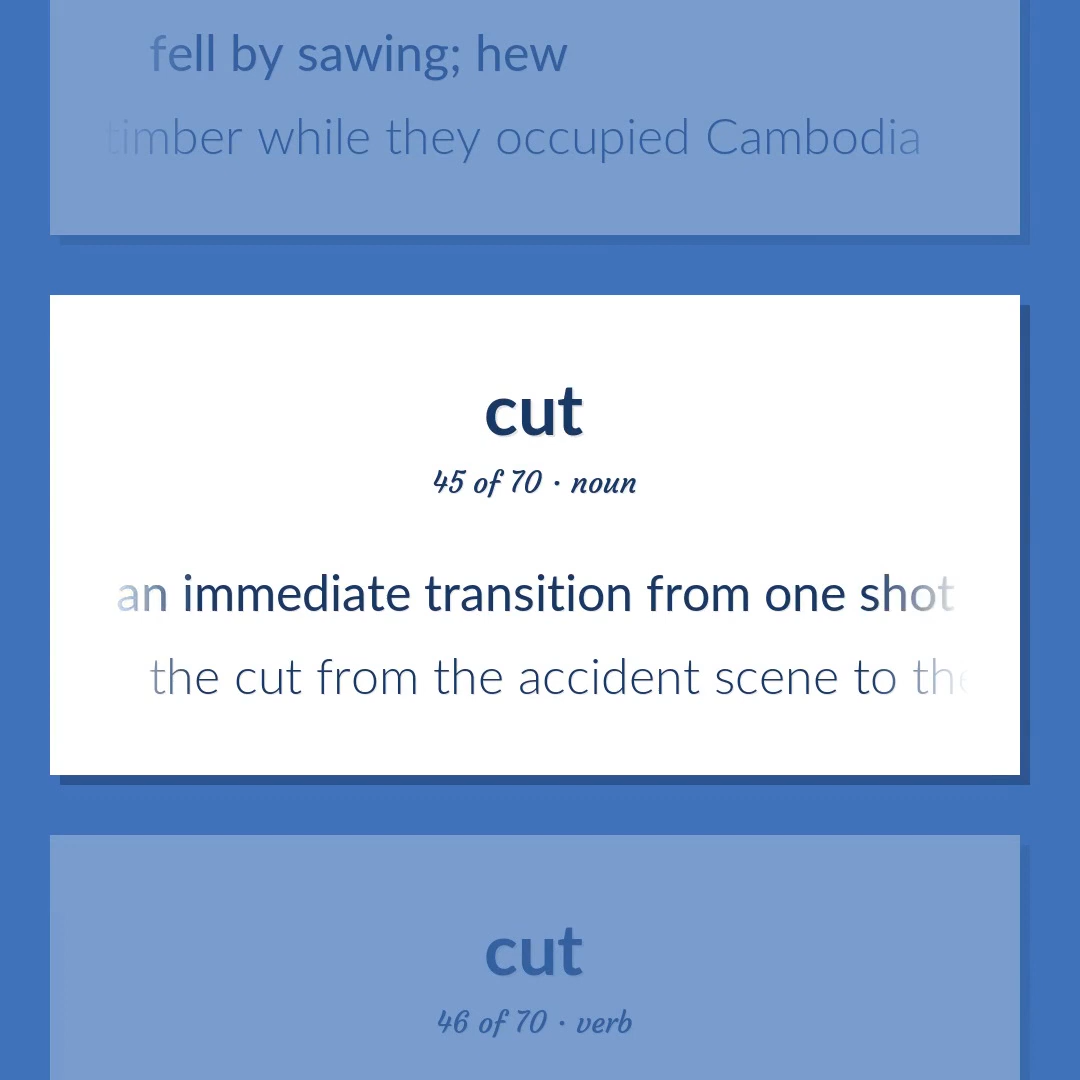 fell by sawing; hew
timber while they occupied Cambodia
cut
45 of 70 · noun
an immediate transition from one shot
the cut from the accident scene to the
cut
46 of 70 · verb